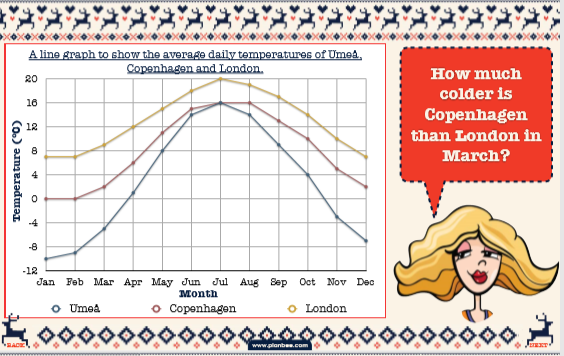 A line graph to show the average daily temperatures of Umeå,
Copenhagen and London.
How much
colder is
Copenhagen
than London in
March?
Temperature (°C)
20
16
12
8
4
0
-4
-8
-12
Jan Feb Mar Apr May Jun Jul Aug Sep Oct Nov Dec
Month
Umeå Copenhagen London
BACK
www.planbee.com
NEXT